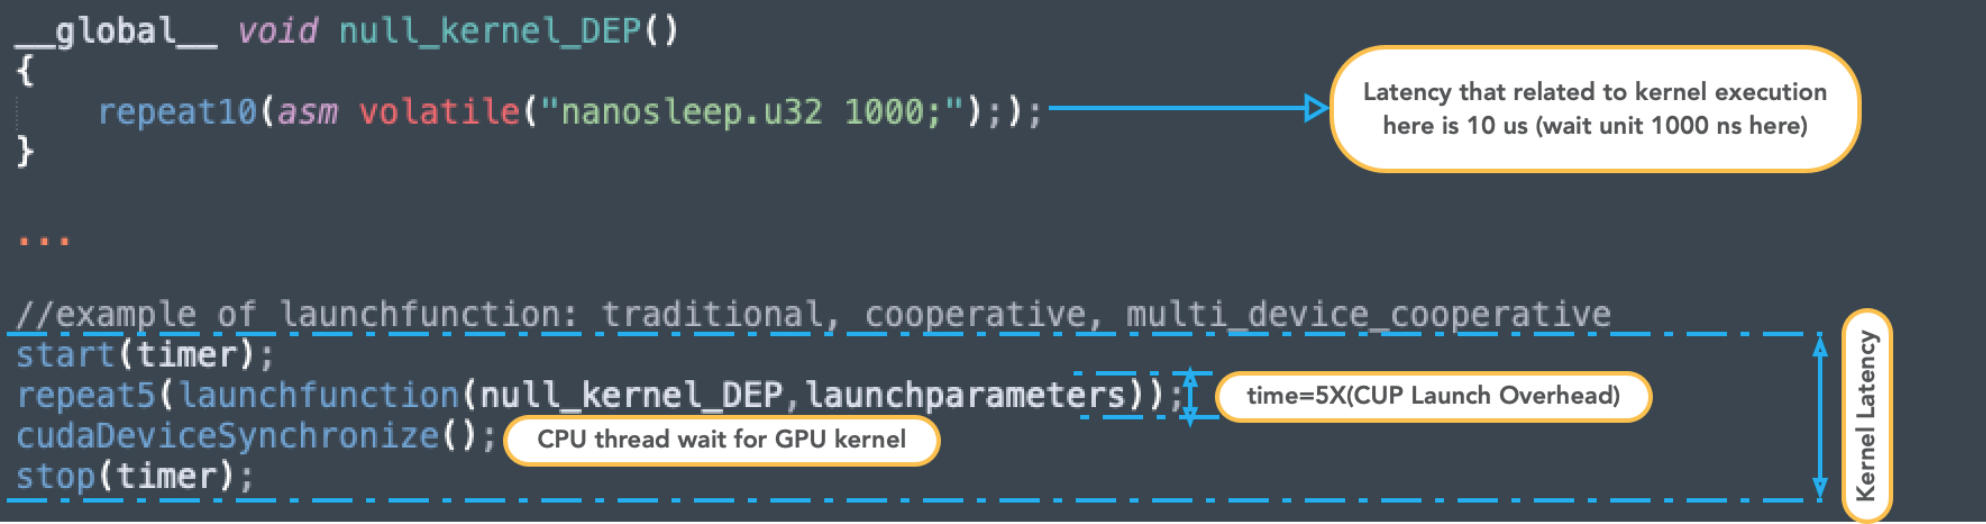 __global__ void null_kernel_DEP()
{
repeat10(asm volatile("nanosleep.u32 1000;"););
Latency that related to kernel execution
here is 10 us (wait unit 1000 ns here)
}
...
//example of launchfunction: traditional, cooperative, multi_device_cooperative
start(timer);
repeat5(launchfunction(null_kernel_DEP,launchparameters));
time=5X(CUP Launch Overhead)
cudaDeviceSynchronize();
CPU thread wait for GPU kernel
stop(timer);
Kernel Latency